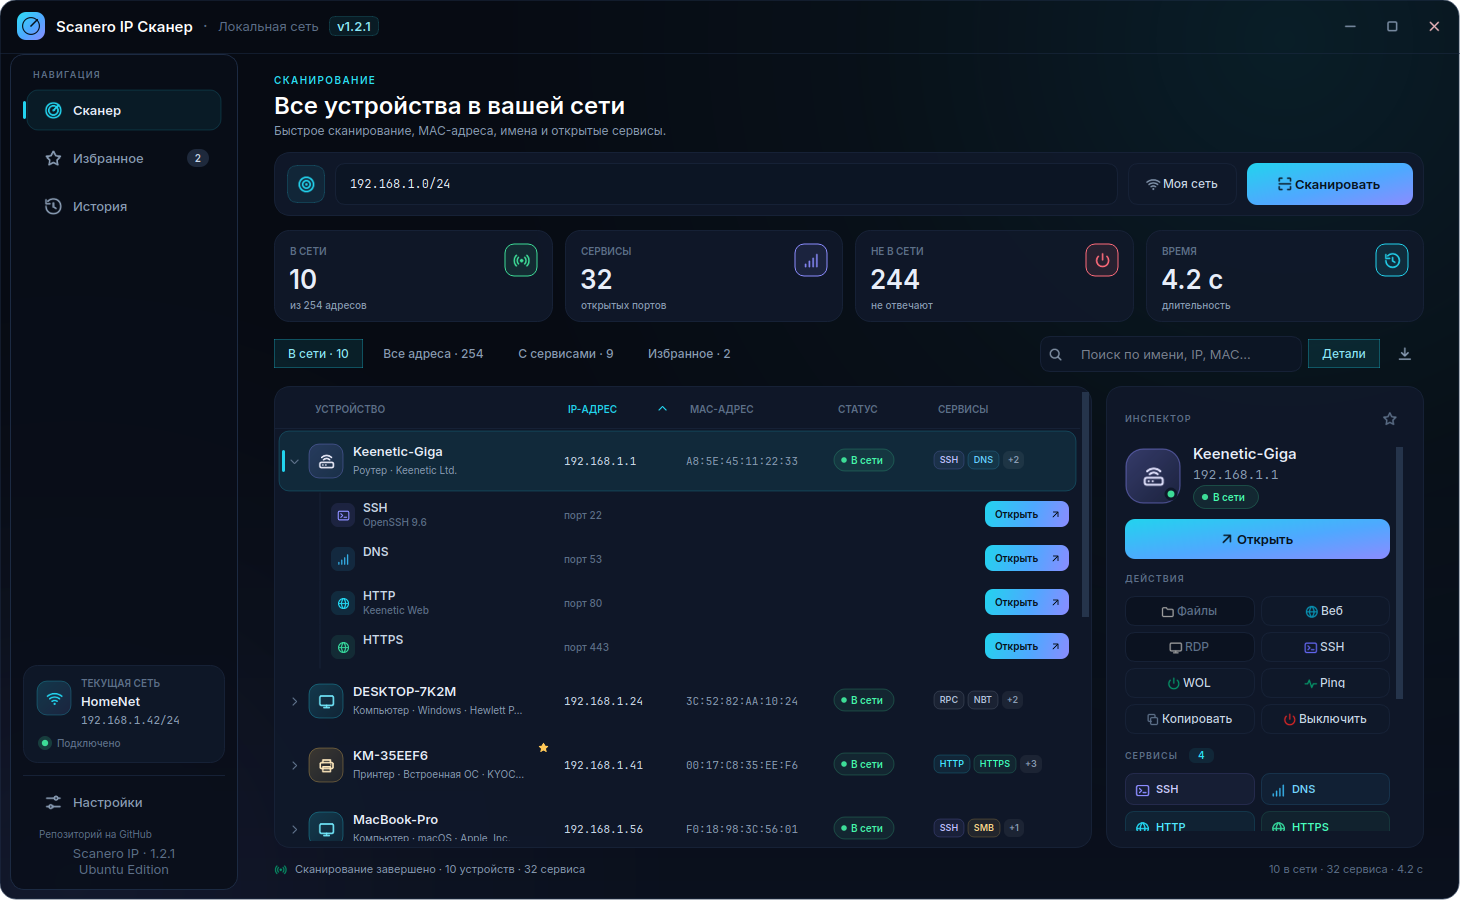 Scanero IP Сканер · Локальная сеть v1.2.1
НАВИГАЦИЯ
Сканер
Избранное 2
История
ТЕКУЩАЯ СЕТЬ
HomeNet
192.168.1.42/24
Подключено
Настройки
Репозиторий на GitHub
Scanero IP · 1.2.1
Ubuntu Edition
СКАНИРОВАНИЕ
Все устройства в вашей сети
Быстрое сканирование, MAC-адреса, имена и открытые сервисы.
192.168.1.0/24 Моя сеть Сканировать
В СЕТИ
10
из 254 адресов
СЕРВИСЫ
32
открытых портов
НЕ В СЕТИ
244
не отвечают
ВРЕМЯ
4.2 с
длительность
В сети · 10 Все адреса · 254 С сервисами · 9 Избранное · 2 Поиск по имени, IP, MAC... Детали
УСТРОЙСТВО IP-АДРЕС MAC-АДРЕС СТАТУС СЕРВИСЫ
Keenetic-Giga
Роутер · Keenetic Ltd.
192.168.1.1 A8:5E:45:11:22:33 В сети SSH DNS +2
SSH
OpenSSH 9.6
порт 22 Открыть
DNS
порт 53 Открыть
HTTP
Keenetic Web
порт 80 Открыть
HTTPS
порт 443 Открыть
DESKTOP-7K2M
Компьютер · Windows · Hewlett P...
192.168.1.24 3C:52:82:AA:10:24 В сети RPC NBT +2
KM-35EEF6
Принтер · Встроенная ОС · KYOC...
192.168.1.41 00:17:C8:35:EE:F6 В сети HTTP HTTPS +3
MacBook-Pro
Компьютер · macOS · Apple, Inc.
192.168.1.56 F0:18:98:3C:56:01 В сети SSH SMB +1
ИНСПЕКТОР
Keenetic-Giga
192.168.1.1
В сети
Открыть
ДЕЙСТВИЯ
Файлы Веб
RDP SSH
WOL Ping
Копировать Выключить
СЕРВИСЫ 4
SSH DNS
HTTP HTTPS
Сканирование завершено · 10 устройств · 32 сервиса
10 в сети · 32 сервиса · 4.2 с